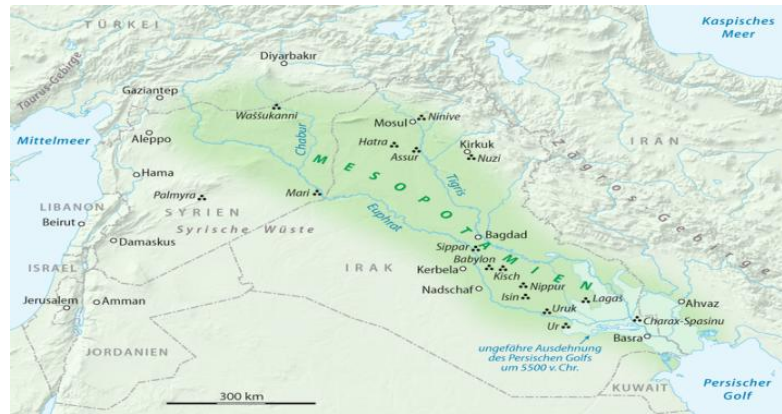 TÜRKEI
Kaspisches
Meer
Diyarbakır
Taurus-Gebirge
Gaziantep
Waššukanni
Ninive
Mosul
Mittelmeer
Aleppo
Chabur
Hatra
Assur
Kirkuk
Nuzi
IRAN
Zagros-Gebirge
Hama
MESOPOTAMIEN
Tigris
LIBANON
Palmyra
SYRIEN
Mari
Beirut
Syrische Wüste
Euphrat
Damaskus
Bagdad
Sippar
ISRAEL
IRAK
Babylon
Kerbela
Kisch
Nippur
Jerusalem
Amman
Nadschaf
Isin
Lagaš
Ahvaz
Uruk
Charax-Spasinu
Ur
Basra
JORDANIEN
ungefähre Ausdehnung
des Persischen Golfs
um 5500 v. Chr.
300 km
KUWAIT
Persischer
Golf